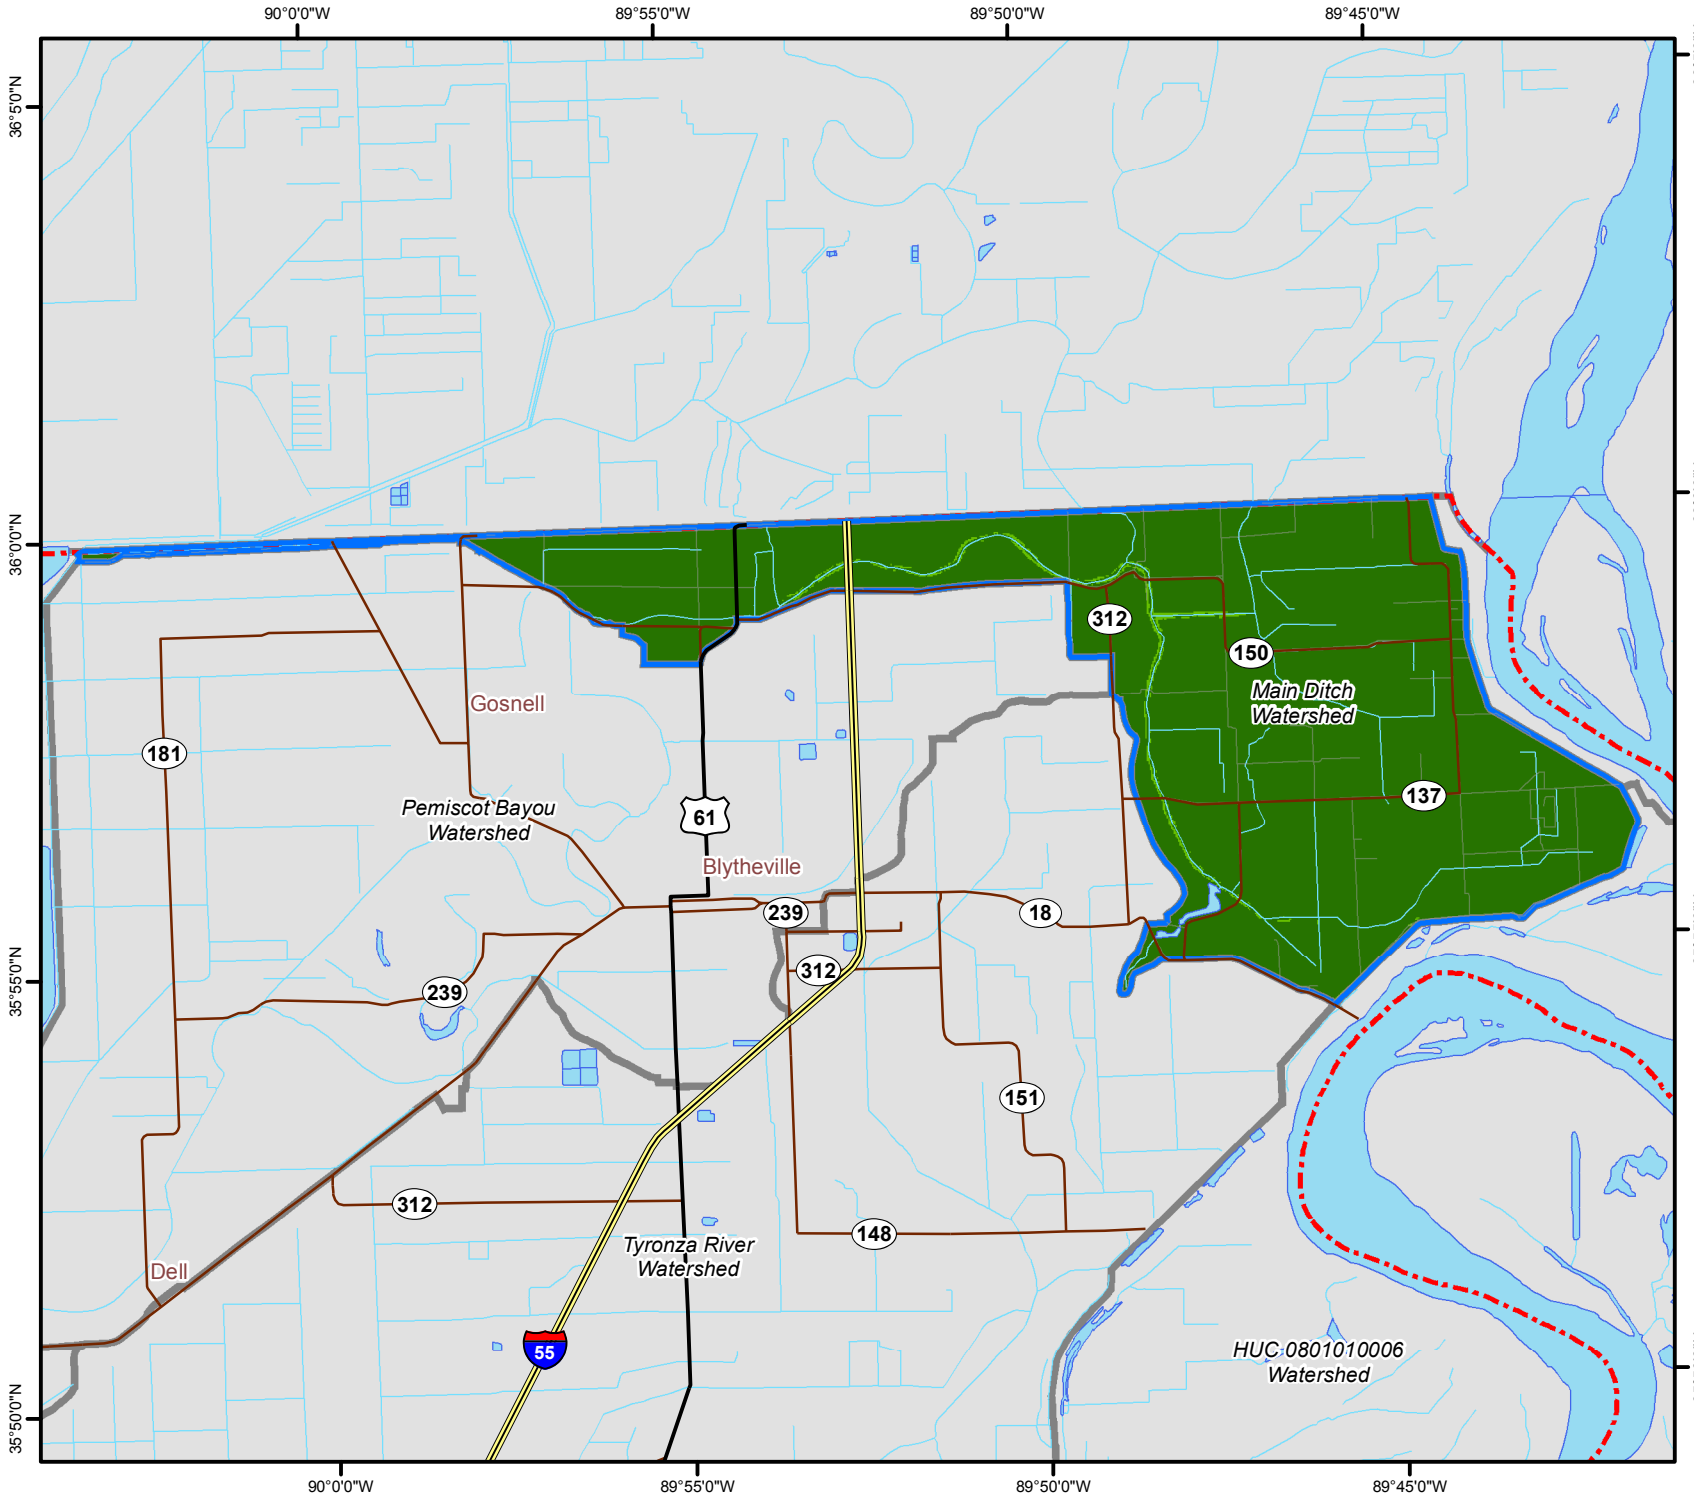 90°0'0"W
89°55'0"W
89°50'0"W
89°45'0"W
36°5'0"N
36°0'0"N
312
150
Main Ditch
Watershed
Gosnell
181
137
Pemiscot Bayou
Watershed
61
Blytheville
239
18
312
239
35°55'0"N
151
312
148
Tyronza River
Watershed
Dell
55
HUC 0801010006
Watershed
35°50'0"N
90°0'0"W
89°55'0"W
89°50'0"W
89°45'0"W